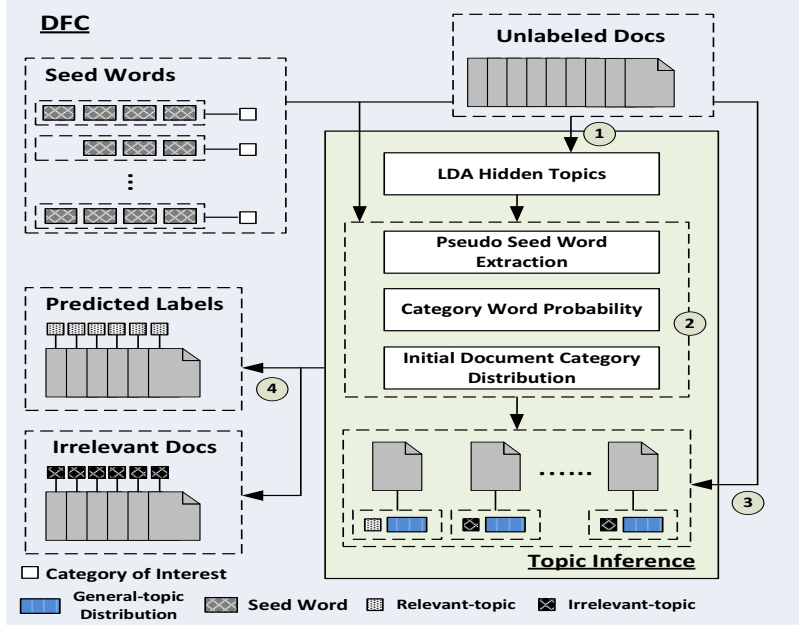 DFC
Seed Words
⋮
Unlabeled Docs
1
LDA Hidden Topics
Pseudo Seed Word
Extraction
Category Word Probability
2
Initial Document Category
Distribution
Predicted Labels
4
Irrelevant Docs
......
3
Topic Inference
Category of Interest
General-topic
Distribution
Seed Word
Relevant-topic
Irrelevant-topic